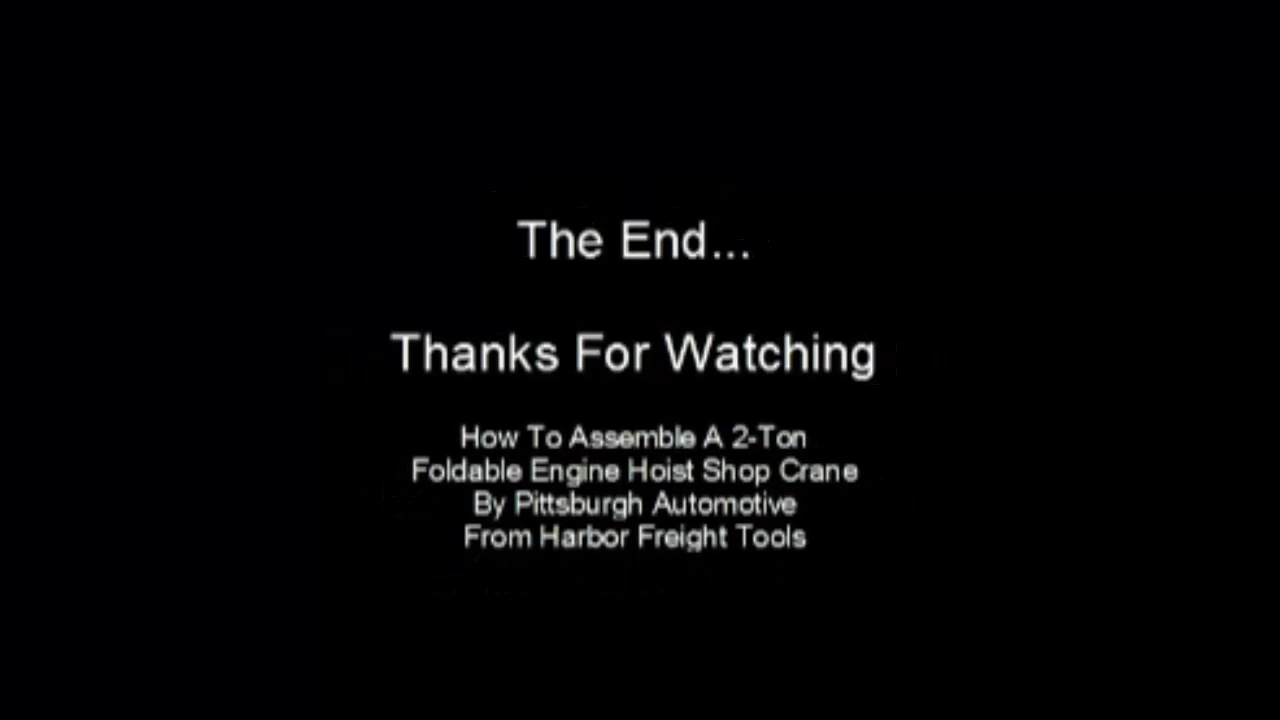 The End...
Thanks For Watching
How To Assemble A 2-Ton
Foldable Engine Hoist Shop Crane
By Pittsburgh Automotive
From Harbor Freight Tools